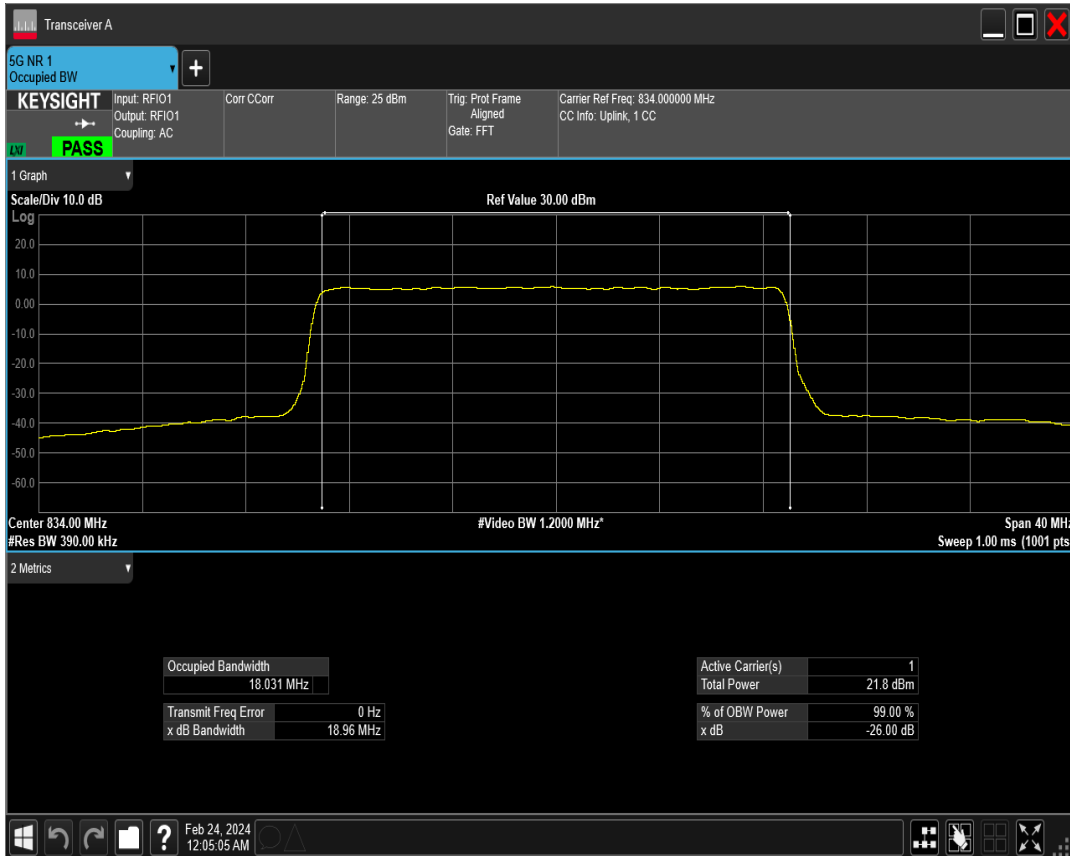 Transceiver A
5G NR 1
Occupied BW
+
KEYSIGHT
LXI
PASS
Input: RFIO1
Output: RFIO1
Coupling: AC
Corr CCorr
Range: 25 dBm
Trig: Prot Frame
Aligned
Gate: FFT
Carrier Ref Freq: 834.000000 MHz
CC Info: Uplink, 1 CC
1 Graph
Scale/Div 10.0 dB
Ref Value 30.00 dBm
Log
20.0
10.0
0.00
-10.0
-20.0
-30.0
-40.0
-50.0
-60.0
Center 834.00 MHz
#Video BW 1.2000 MHz*
Span 40 MHz
#Res BW 390.00 kHz
Sweep 1.00 ms (1001 pts
2 Metrics
Occupied Bandwidth
18.031 MHz
Transmit Freq Error 0 Hz
x dB Bandwidth 18.96 MHz
Active Carrier(s) 1
Total Power 21.8 dBm
% of OBW Power 99.00 %
x dB -26.00 dB
?
Feb 24, 2024
12:05:05 AM